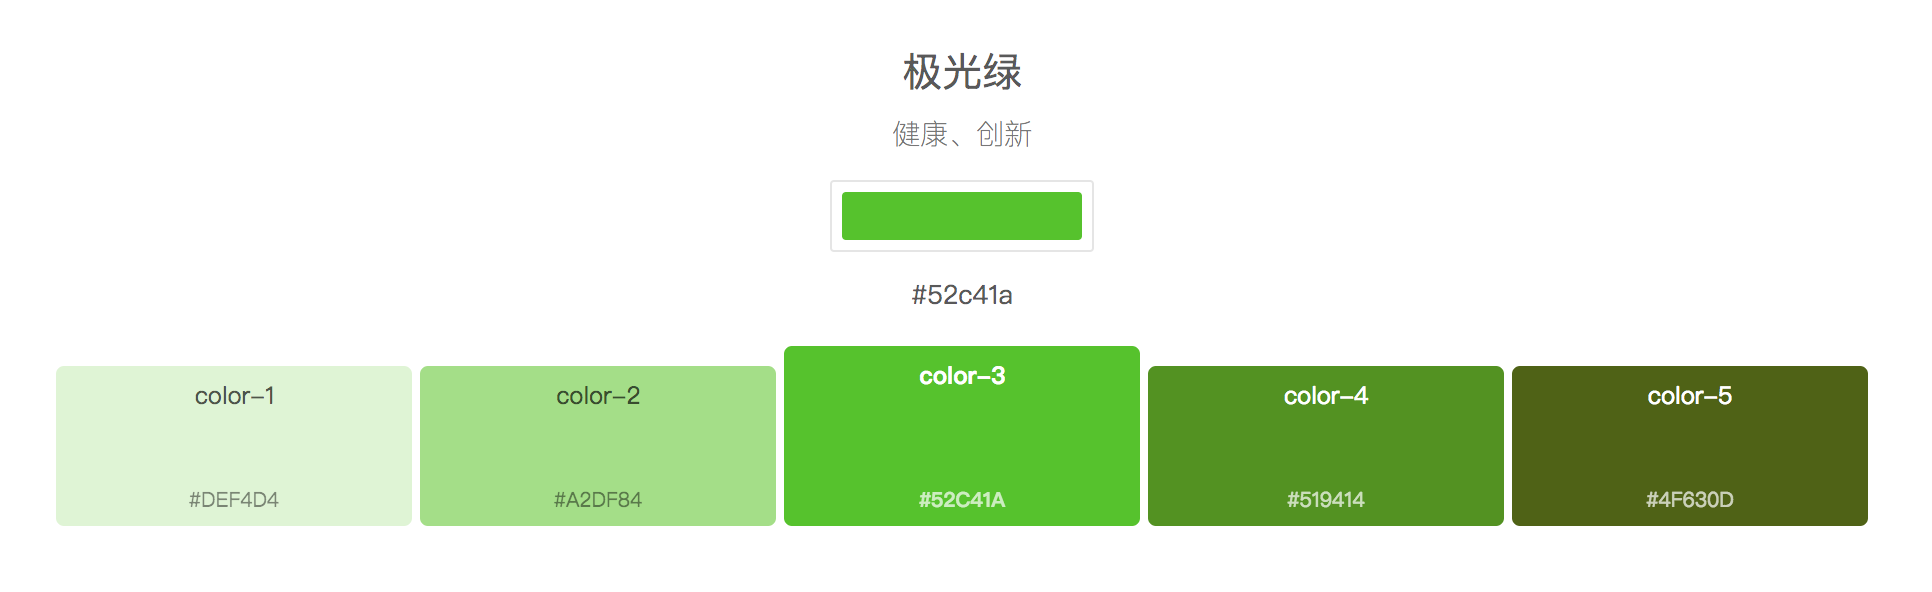 极光绿
健康、创新
#52c41a
color-1
color-2
color-3
color-4
color-5
#DEF4D4
#A2DF84
#52C41A
#519414
#4F630D